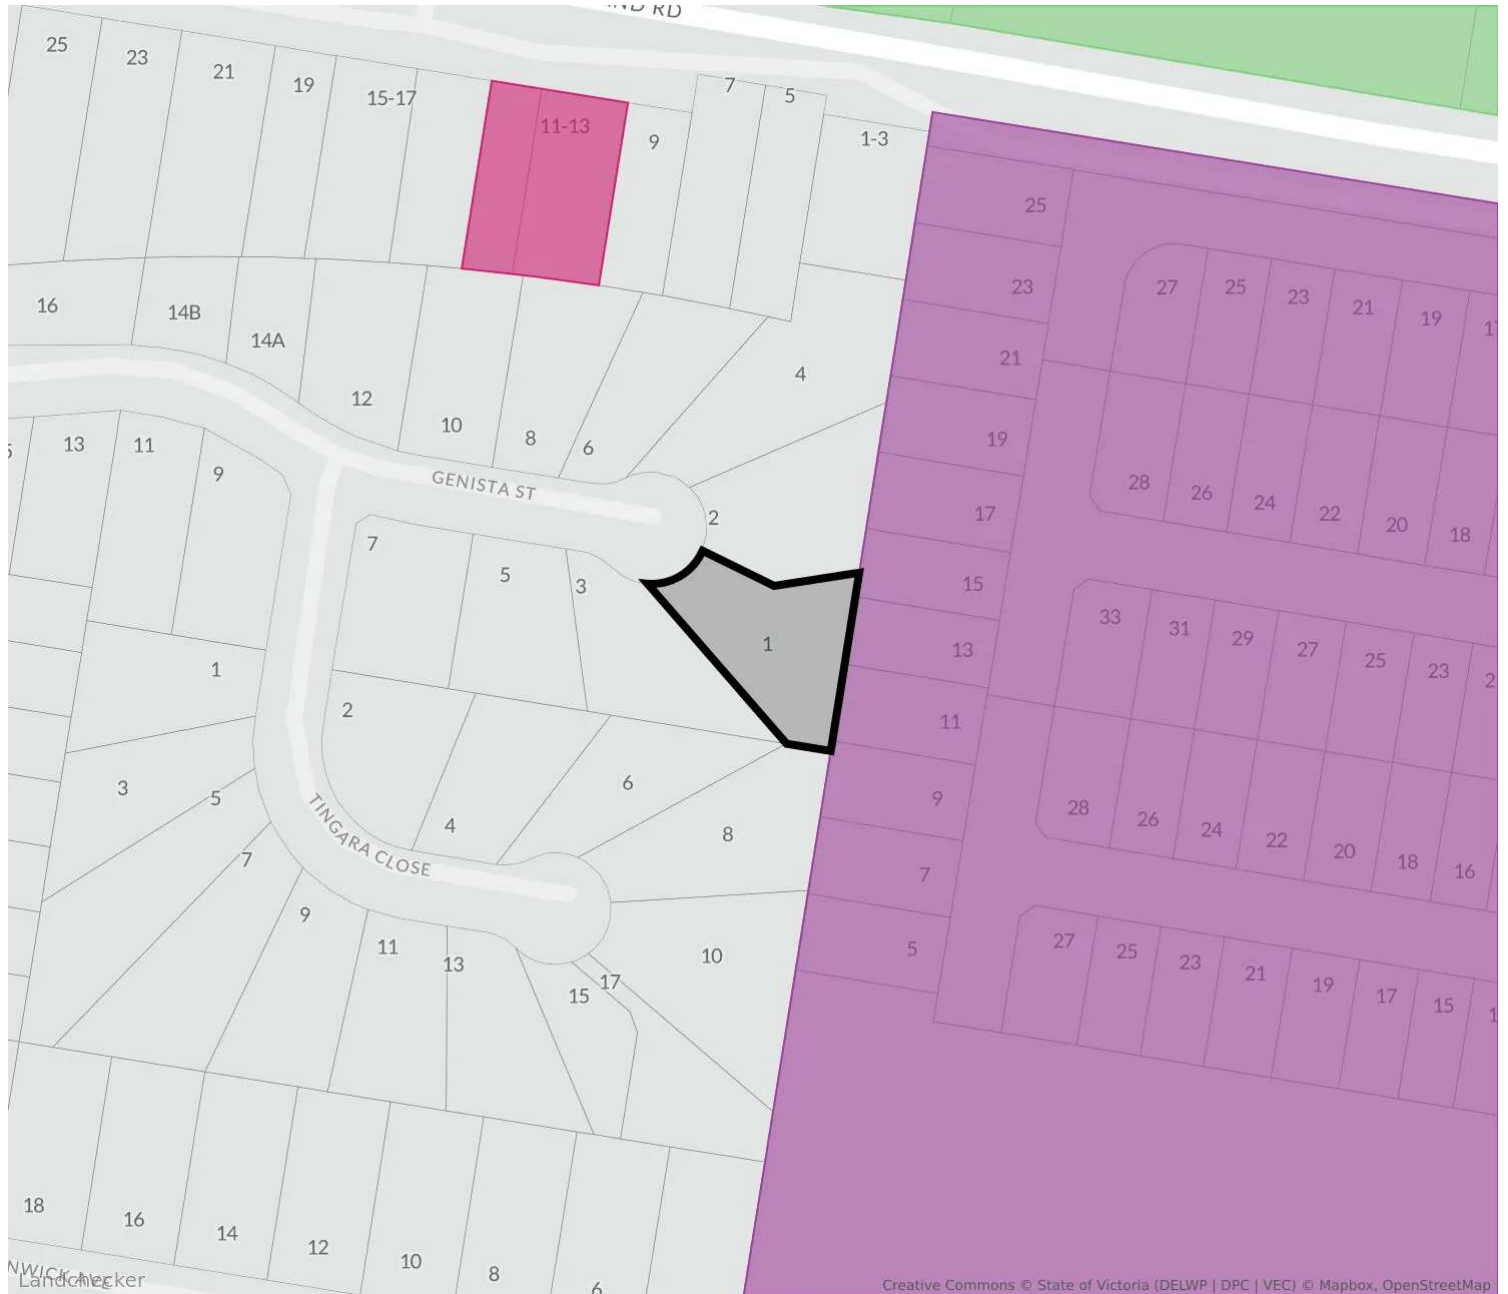 25 23 21 19 15-17 11-13 9 7 5 1-3
16 14B 14A 12 10 8 6 4
25
23
21
19
17
15
13
11
9
7
5
27 25 23 21 19
28 26 24 22 20 18
33 31 29 27 25 23
28 26 24 22 20 18 16
27 25 23 21 19 17 15
GENISTA ST
2
13 11 9
7 5 3
1
1
2
3 5
7
4
6
8
TINGARA CLOSE
9 11 13 15 17 10
18 16 14 12 10 8 6
Landchecker
Creative Commons © State of Victoria (DELWP | DPC | VEC) © Mapbox, OpenStreetMap